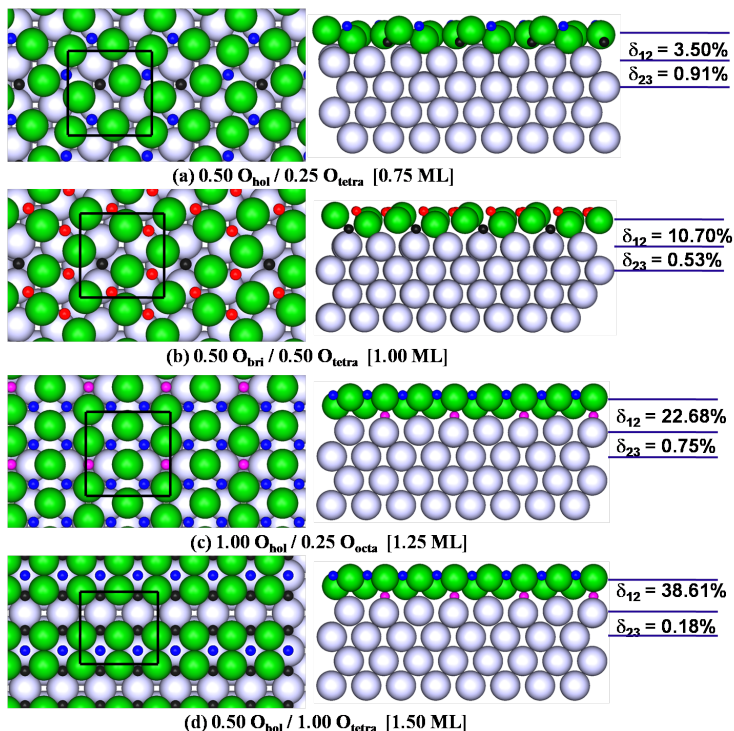 δ12 = 3.50%
δ23 = 0.91%
(a) 0.50 Ohol / 0.25 Otetra [0.75 ML]
δ12 = 10.70%
δ23 = 0.53%
(b) 0.50 Obri / 0.50 Otetra [1.00 ML]
δ12 = 22.68%
δ23 = 0.75%
(c) 1.00 Ohol / 0.25 Oocta [1.25 ML]
δ12 = 38.61%
δ23 = 0.18%
(d) 0.50 Ohol / 1.00 Otetra [1.50 ML]